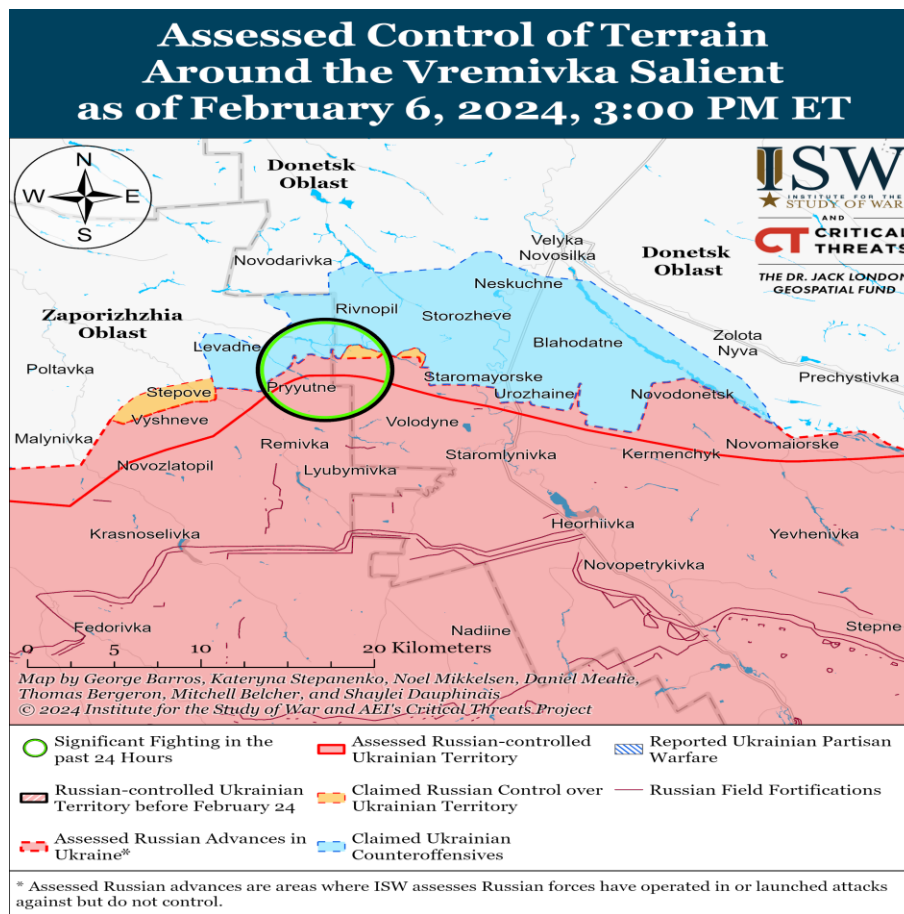 Assessed Control of Terrain
Around the Vremivka Salient
as of February 6, 2024, 3:00 PM ET
N
W
E
S
Donetsk
Oblast
ISW
INSTITUTE FOR THE
STUDY OF WAR
AND
CT CRITICAL
THREATS
THE DR. JACK LONDON
GEOSPATIAL FUND
Novodarivka
Velyka
Novosilka
Donetsk
Oblast
Neskuchne
Zaporizhzhia
Oblast
Rivnopil
Storozheve
Levadne
Blahodatne
Zolota
Nyva
Poltavka
Prechystivka
Stepove
Pryyutne
Staromayorske
Urozhaine
Novodonetsk
Vyshneve
Volodyne
Malynivka
Remivka
Novomaiorske
Staromlynivka
Kermenchyk
Novozlatopil
Lyubymivka
Krasnoselivka
Heorhiivka
Yevhenivka
Novopetrykivka
Fedorivka
Nadiine
Stepne
0 5 10 20 Kilometers
Map by George Barros, Kateryna Stepanenko, Noel Mikkelsen, Daniel Mealie,
Thomas Bergeron, Mitchell Belcher, and Shaylei Dauphinais
© 2024 Institute for the Study of War and AEI's Critical Threats Project
Significant Fighting in the
past 24 Hours
Russian-controlled Ukrainian
Territory before February 24
Assessed Russian Advances in
Ukraine*
Assessed Russian-controlled
Ukrainian Territory
Claimed Russian Control over
Ukrainian Territory
Claimed Ukrainian
Counteroffensives
Reported Ukrainian Partisan
Warfare
Russian Field Fortifications
* Assessed Russian advances are areas where ISW assesses Russian forces have operated in or launched attacks
against but do not control.